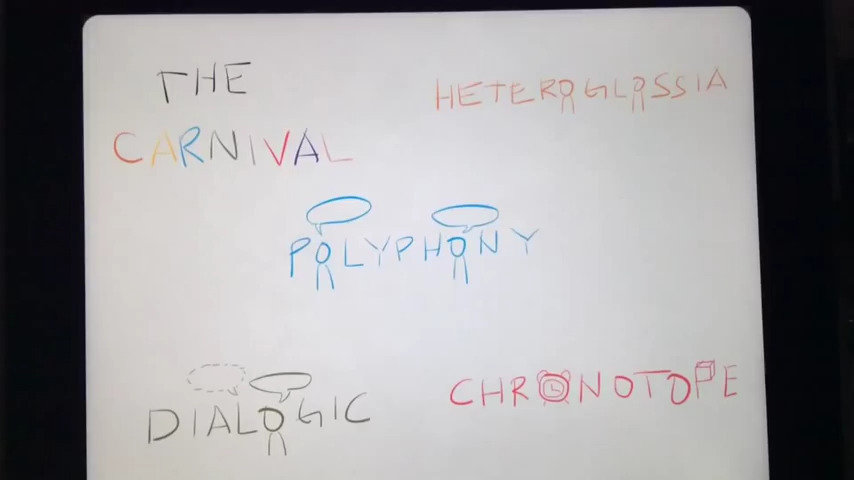 THE
CARNIVAL
HETEROGLOSSIA
POLYPHONY
DIALOGIC
CHRONOTOPE